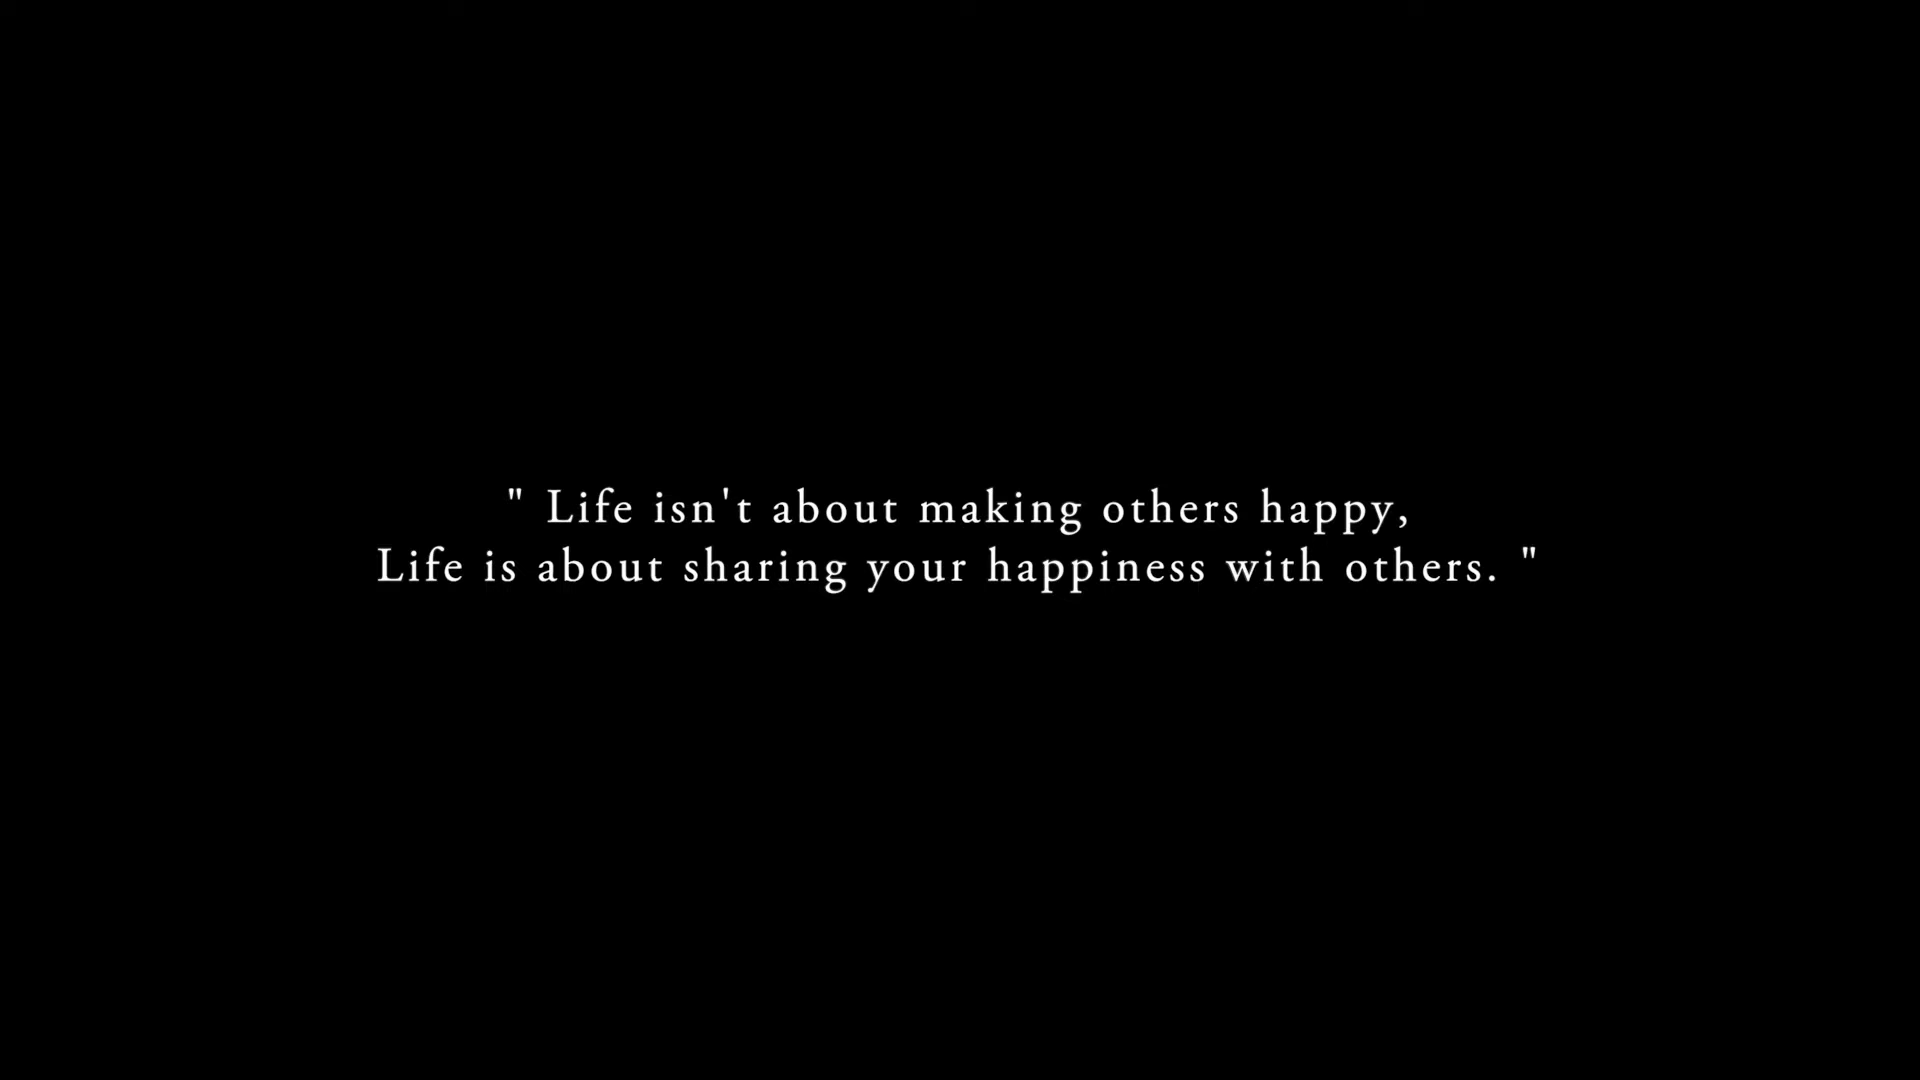 " Life isn't about making others happy,
Life is about sharing your happiness with others. "